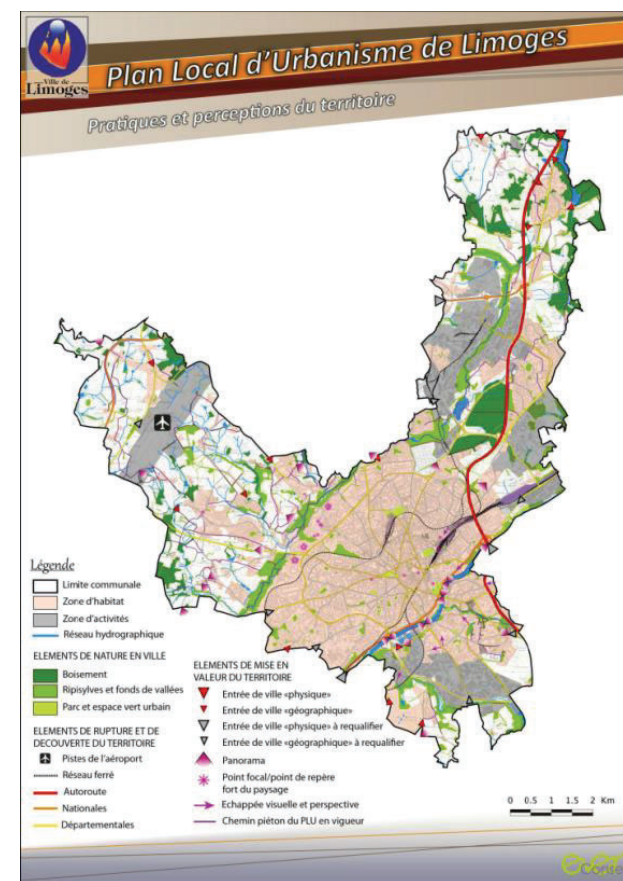 Ville de
Limoges
Plan Local d'Urbanisme de Limoges
Pratiques et perceptions du territoire
Légende
Limite communale
Zone d'habitat
Zone d'activités
Réseau hydrographique
ELEMENTS DE NATURE EN VILLE
Boisement
Ripisylves et fonds de vallées
Parc et espace vert urbain
ELEMENTS DE RUPTURE ET DE
DECOUVERTE DU TERRITOIRE
Pistes de l'aéroport
Réseau ferré
Autoroute
Nationales
Départementales
ELEMENTS DE MISE EN
VALEUR DU TERRITOIRE
Entrée de ville «physique»
Entrée de ville «géographique»
Entrée de ville «physique» à requalifier
Entrée de ville «géographique» à requalifier
Panorama
Point focal/point de repère
fort du paysage
Echappée visuelle et perspective
Chemin piéton du PLU en vigueur
0 0.5 1 1.5 2 Km